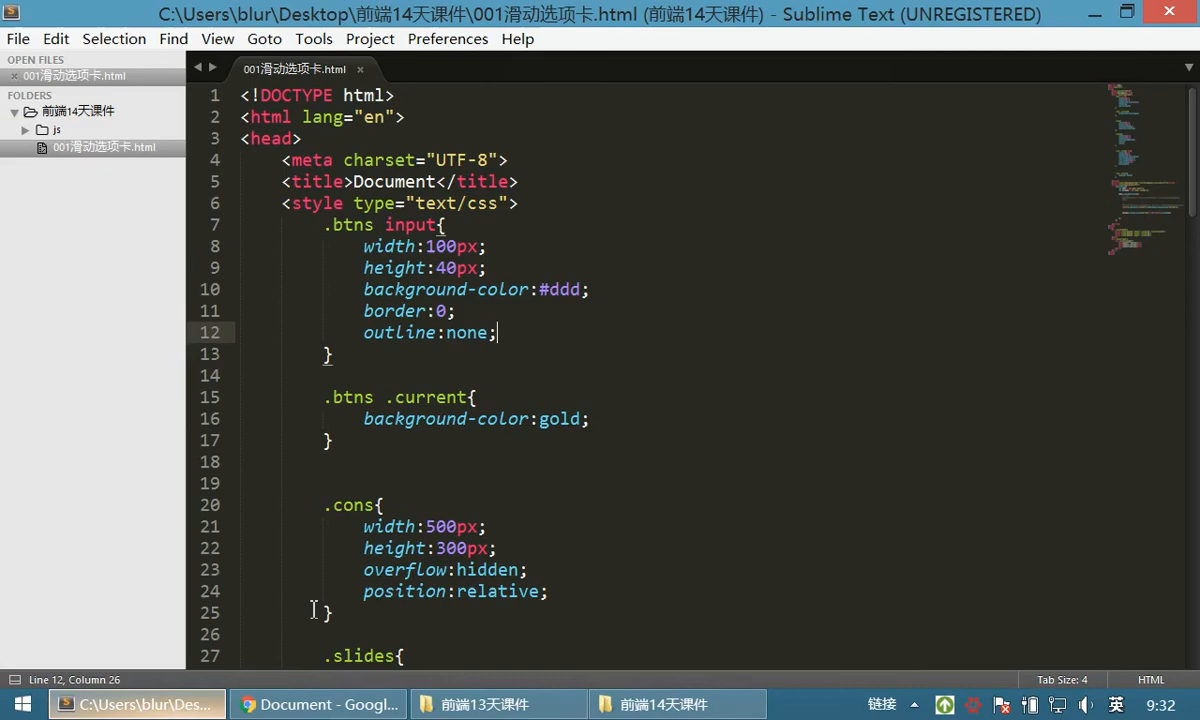 C:\Users\blur\Desktop\前端14天课件\001滑动选项卡.html (前端14天课件) - Sublime Text (UNREGISTERED)
File Edit Selection Find View Goto Tools Project Preferences Help
OPEN FILES
001滑动选项卡.html
FOLDERS
前端14天课件
js
001滑动选项卡.html
001滑动选项卡.html
1 <!DOCTYPE html>
2 <html lang="en">
3 <head>
4 <meta charset="UTF-8">
5 <title>Document</title>
6 <style type="text/css">
7 .btns input{
8 width:100px;
9 height:40px;
10 background-color:#ddd;
11 border:0;
12 outline:none;
13 }
14
15 .btns .current{
16 background-color:gold;
17 }
18
19
20 .cons{
21 width:500px;
22 height:300px;
23 overflow:hidden;
24 position:relative;
25 }
26
27 .slides{
Line 12, Column 26 Tab Size: 4 HTML
C:\Users\blur\Des... Document - Googl... 前端13天课件 前端14天课件 链接 英 9:32